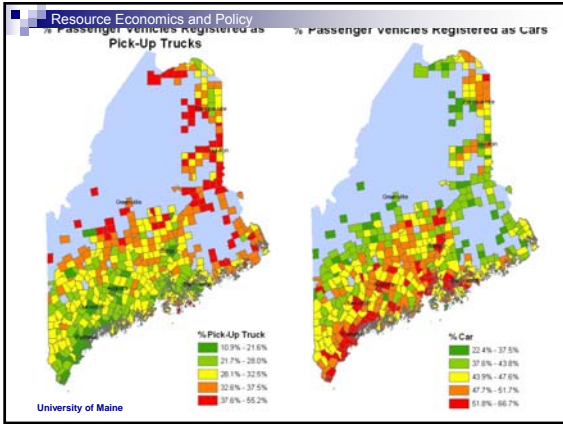 Resource Economics and Policy
% Passenger Vehicles Registered as
Pick-Up Trucks
% Passenger Vehicles Registered as Cars
Greenville
Greenville
% Pick-Up Truck
10.9% - 21.6%
21.7% - 28.0%
28.1% - 32.5%
32.6% - 37.5%
37.6% - 55.2%
% Car
22.4% - 37.5%
37.6% - 43.8%
43.9% - 47.6%
47.7% - 51.7%
51.8% - 66.7%
University of Maine